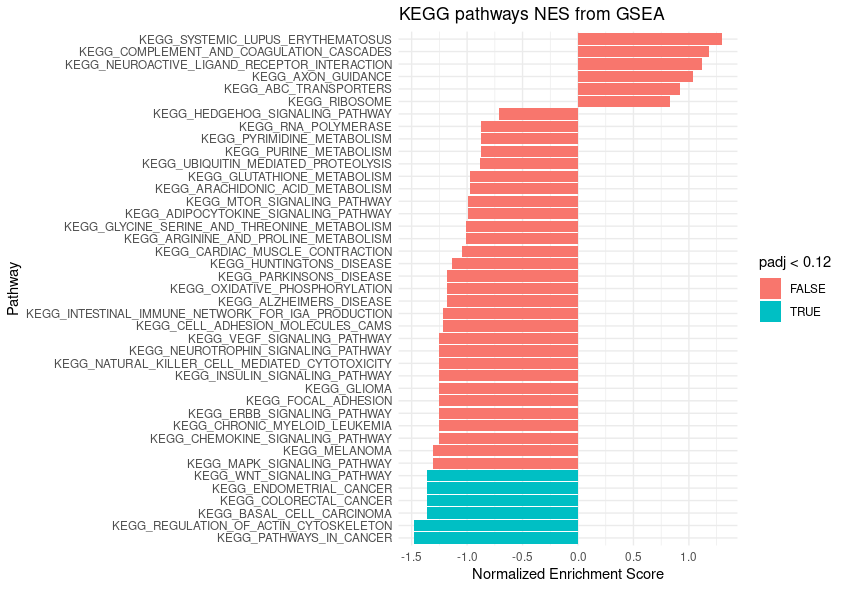 KEGG pathways NES from GSEA
KEGG_SYSTEMIC_LUPUS_ERYTHEMATOSUS
KEGG_COMPLEMENT_AND_COAGULATION_CASCADES
KEGG_NEUROACTIVE_LIGAND_RECEPTOR_INTERACTION
KEGG_AXON_GUIDANCE
KEGG_ABC_TRANSPORTERS
KEGG_RIBOSOME
KEGG_HEDGEHOG_SIGNALING_PATHWAY
KEGG_RNA_POLYMERASE
KEGG_PYRIMIDINE_METABOLISM
KEGG_PURINE_METABOLISM
KEGG_UBIQUITIN_MEDIATED_PROTEOLYSIS
KEGG_GLUTATHIONE_METABOLISM
KEGG_ARACHIDONIC_ACID_METABOLISM
KEGG_MTOR_SIGNALING_PATHWAY
KEGG_ADIPOCYTOKINE_SIGNALING_PATHWAY
KEGG_GLYCINE_SERINE_AND_THREONINE_METABOLISM
KEGG_ARGININE_AND_PROLINE_METABOLISM
KEGG_CARDIAC_MUSCLE_CONTRACTION
KEGG_HUNTINGTONS_DISEASE
KEGG_PARKINSONS_DISEASE
KEGG_OXIDATIVE_PHOSPHORYLATION
KEGG_ALZHEIMERS_DISEASE
KEGG_INTESTINAL_IMMUNE_NETWORK_FOR_IGA_PRODUCTION
KEGG_CELL_ADHESION_MOLECULES_CAMS
KEGG_VEGF_SIGNALING_PATHWAY
KEGG_NEUROTROPHIN_SIGNALING_PATHWAY
KEGG_NATURAL_KILLER_CELL_MEDIATED_CYTOTOXICITY
KEGG_INSULIN_SIGNALING_PATHWAY
KEGG_GLIOMA
KEGG_FOCAL_ADHESION
KEGG_ERBB_SIGNALING_PATHWAY
KEGG_CHRONIC_MYELOID_LEUKEMIA
KEGG_CHEMOKINE_SIGNALING_PATHWAY
KEGG_MELANOMA
KEGG_MAPK_SIGNALING_PATHWAY
KEGG_WNT_SIGNALING_PATHWAY
KEGG_ENDOMETRIAL_CANCER
KEGG_COLORECTAL_CANCER
KEGG_BASAL_CELL_CARCINOMA
KEGG_REGULATION_OF_ACTIN_CYTOSKELETON
KEGG_PATHWAYS_IN_CANCER
Pathway
-1.5 -1.0 -0.5 0.0 0.5 1.0
Normalized Enrichment Score
padj < 0.12
FALSE
TRUE